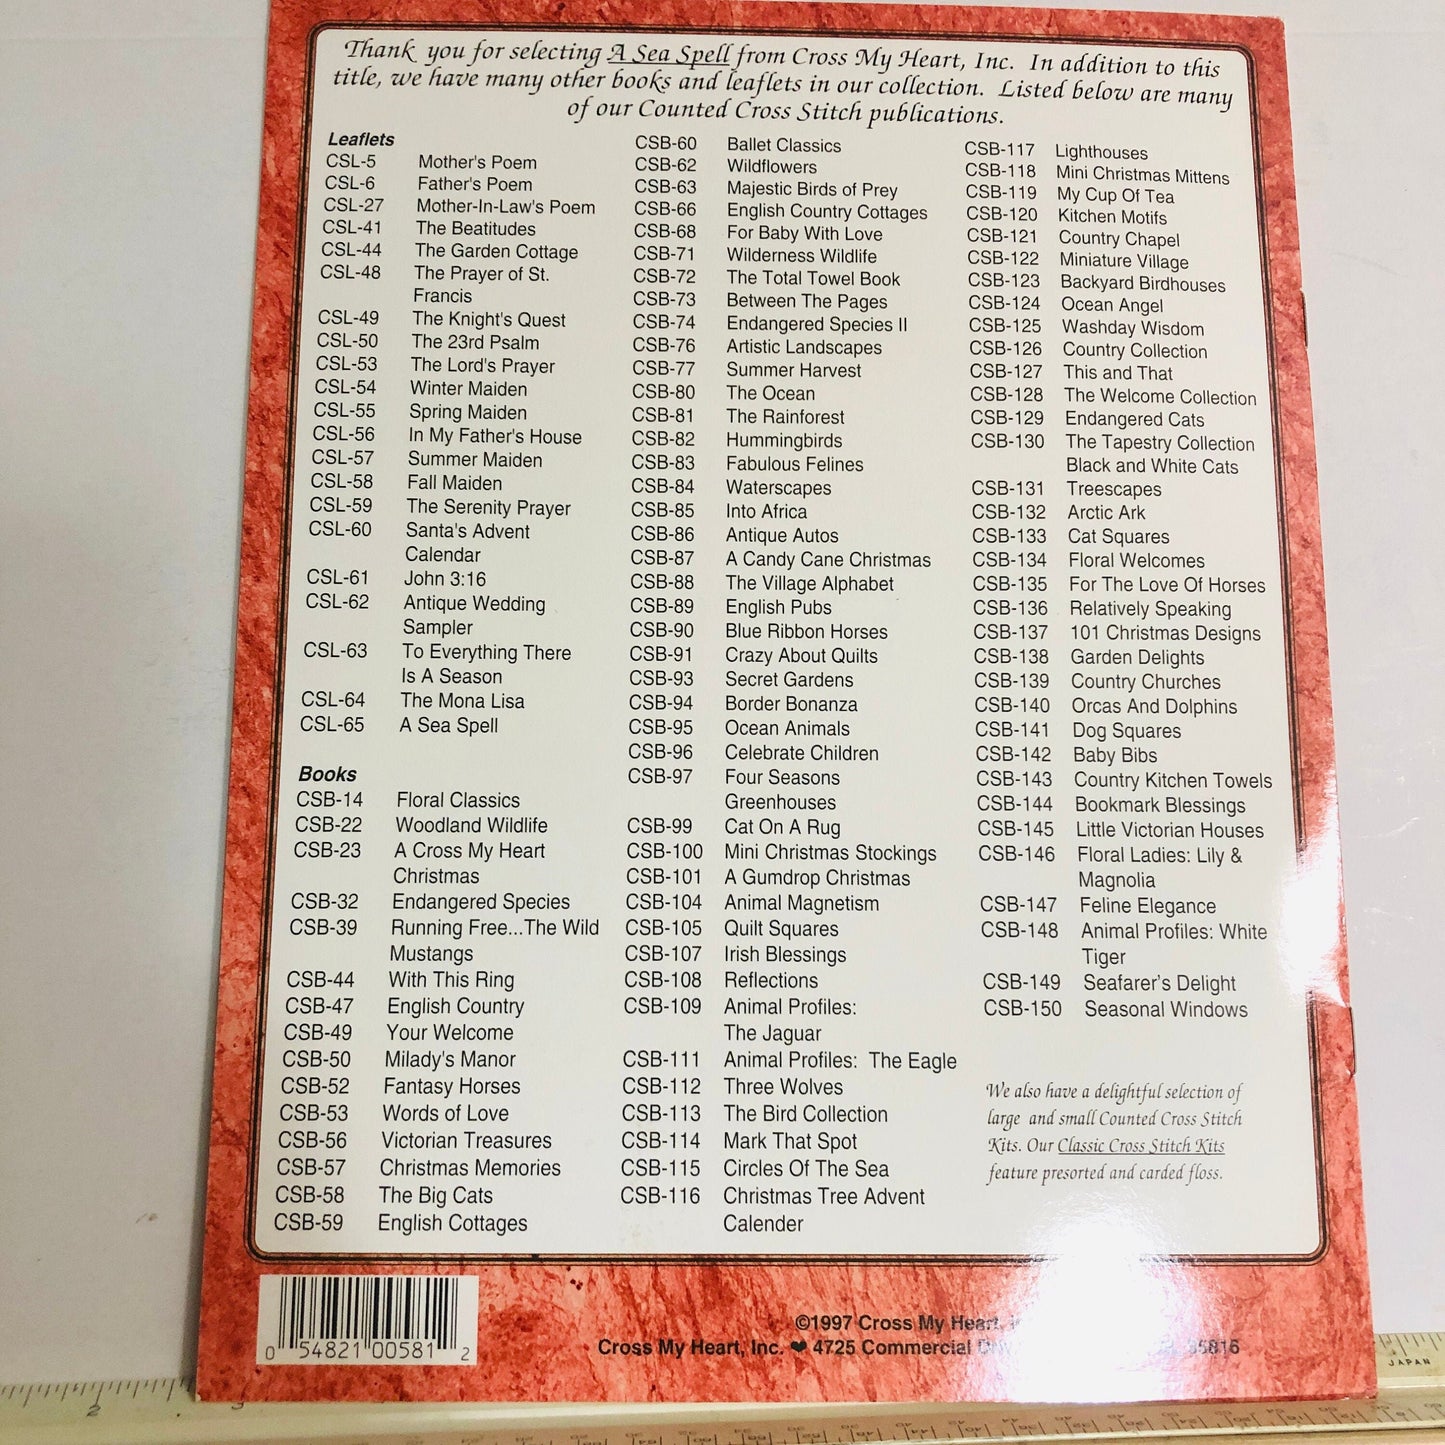 Thank you for selecting A Sea Spell from Cross My Heart, Inc. In addition to this
title, we have many other books and leaflets in our collection. Listed below are many
of our Counted Cross Stitch publications.
Leaflets
CSL-5 Mother's Poem
CSL-6 Father's Poem
CSL-27 Mother-In-Law's Poem
CSL-41 The Beatitudes
CSL-44 The Garden Cottage
CSL-48 The Prayer of St.
Francis
CSL-49 The Knight's Quest
CSL-50 The 23rd Psalm
CSL-53 The Lord's Prayer
CSL-54 Winter Maiden
CSL-55 Spring Maiden
CSL-56 In My Father's House
CSL-57 Summer Maiden
CSL-58 Fall Maiden
CSL-59 The Serenity Prayer
CSL-60 Santa's Advent
Calendar
CSL-61 John 3:16
CSL-62 Antique Wedding
Sampler
CSL-63 To Everything There
Is A Season
CSL-64 The Mona Lisa
CSL-65 A Sea Spell
Books
CSB-14 Floral Classics
CSB-22 Woodland Wildlife
CSB-23 A Cross My Heart
Christmas
CSB-32 Endangered Species
CSB-39 Running Free...The Wild
Mustangs
CSB-44 With This Ring
CSB-47 English Country
CSB-49 Your Welcome
CSB-50 Milady's Manor
CSB-52 Fantasy Horses
CSB-53 Words of Love
CSB-56 Victorian Treasures
CSB-57 Christmas Memories
CSB-58 The Big Cats
CSB-59 English Cottages
CSB-60 Ballet Classics
CSB-62 Wildflowers
CSB-63 Majestic Birds of Prey
CSB-66 English Country Cottages
CSB-68 For Baby With Love
CSB-71 Wilderness Wildlife
CSB-72 The Total Towel Book
CSB-73 Between The Pages
CSB-74 Endangered Species II
CSB-76 Artistic Landscapes
CSB-77 Summer Harvest
CSB-80 The Ocean
CSB-81 The Rainforest
CSB-82 Hummingbirds
CSB-83 Fabulous Felines
CSB-84 Waterscapes
CSB-85 Into Africa
CSB-86 Antique Autos
CSB-87 A Candy Cane Christmas
CSB-88 The Village Alphabet
CSB-89 English Pubs
CSB-90 Blue Ribbon Horses
CSB-91 Crazy About Quilts
CSB-93 Secret Gardens
CSB-94 Border Bonanza
CSB-95 Ocean Animals
CSB-96 Celebrate Children
CSB-97 Four Seasons
Greenhouses
CSB-99 Cat On A Rug
CSB-100 Mini Christmas Stockings
CSB-101 A Gumdrop Christmas
CSB-104 Animal Magnetism
CSB-105 Quilt Squares
CSB-107 Irish Blessings
CSB-108 Reflections
CSB-109 Animal Profiles:
The Jaguar
CSB-111 Animal Profiles: The Eagle
CSB-112 Three Wolves
CSB-113 The Bird Collection
CSB-114 Mark That Spot
CSB-115 Circles Of The Sea
CSB-116 Christmas Tree Advent
Calender
CSB-117 Lighthouses
CSB-118 Mini Christmas Mittens
CSB-119 My Cup Of Tea
CSB-120 Kitchen Motifs
CSB-121 Country Chapel
CSB-122 Miniature Village
CSB-123 Backyard Birdhouses
CSB-124 Ocean Angel
CSB-125 Washday Wisdom
CSB-126 Country Collection
CSB-127 This and That
CSB-128 The Welcome Collection
CSB-129 Endangered Cats
CSB-130 The Tapestry Collection
Black and White Cats
CSB-131 Treescapes
CSB-132 Arctic Ark
CSB-133 Cat Squares
CSB-134 Floral Welcomes
CSB-135 For The Love Of Horses
CSB-136 Relatively Speaking
CSB-137 101 Christmas Designs
CSB-138 Garden Delights
CSB-139 Country Churches
CSB-140 Orcas And Dolphins
CSB-141 Dog Squares
CSB-142 Baby Bibs
CSB-143 Country Kitchen Towels
CSB-144 Bookmark Blessings
CSB-145 Little Victorian Houses
CSB-146 Floral Ladies: Lily &
Magnolia
CSB-147 Feline Elegance
CSB-148 Animal Profiles: White
Tiger
CSB-149 Seafarer's Delight
CSB-150 Seasonal Windows
We also have a delightful selection of
large and small Counted Cross Stitch
Kits. Our Classic Cross Stitch Kits
feature presorted and carded floss.
0 54821 00581 2
©1997 Cross My Heart,
Cross My Heart, Inc. ❤ 4725 Commercial
JAPAN
2
3